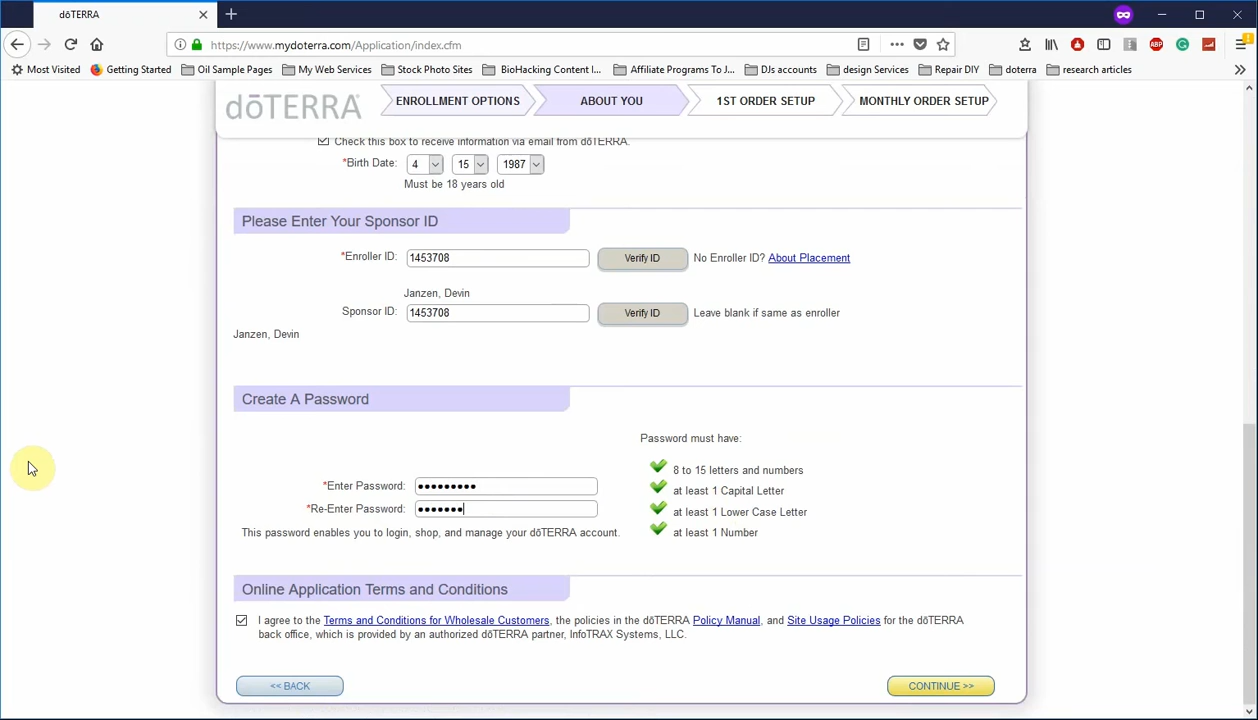 dōTERRA
https://www.mydoterra.com/Application/index.cfm
Most Visited Getting Started Oil Sample Pages My Web Services Stock Photo Sites BioHacking Content I... Affiliate Programs To J... DJs accounts design Services Repair DIY doterra research articles
dōTERRA ENROLLMENT OPTIONS ABOUT YOU 1ST ORDER SETUP MONTHLY ORDER SETUP
Check this box to receive information via email from dōTERRA.
*Birth Date: 4 15 1987
Must be 18 years old
Please Enter Your Sponsor ID
*Enroller ID: 1453708 Verify ID No Enroller ID? About Placement
Janzen, Devin
Sponsor ID: 1453708 Verify ID Leave blank if same as enroller
Janzen, Devin
Create A Password
Password must have:
8 to 15 letters and numbers
*Enter Password: ●●●●●●●●● at least 1 Capital Letter
*Re-Enter Password: ●●●●●●● at least 1 Lower Case Letter
This password enables you to login, shop, and manage your dōTERRA account. at least 1 Number
Online Application Terms and Conditions
I agree to the Terms and Conditions for Wholesale Customers, the policies in the dōTERRA Policy Manual, and Site Usage Policies for the dōTERRA
back office, which is provided by an authorized dōTERRA partner, InfoTRAX Systems, LLC.
<< BACK CONTINUE >>